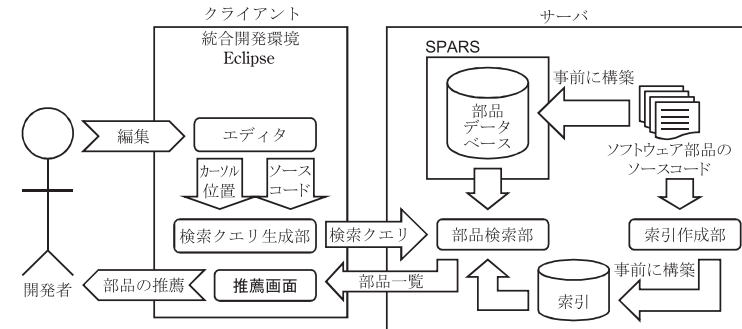 クライアント
サーバ
統合開発環境
Eclipse
SPARS
事前に構築
部品
データ
ベース
編集
エディタ
ソフトウェア部品の
ソースコード
カーソル
位置
ソース
コード
検索クエリ生成部
検索クエリ
部品検索部
索引作成部
開発者
部品の推薦
推薦画面
部品一覧
事前に構築
索引